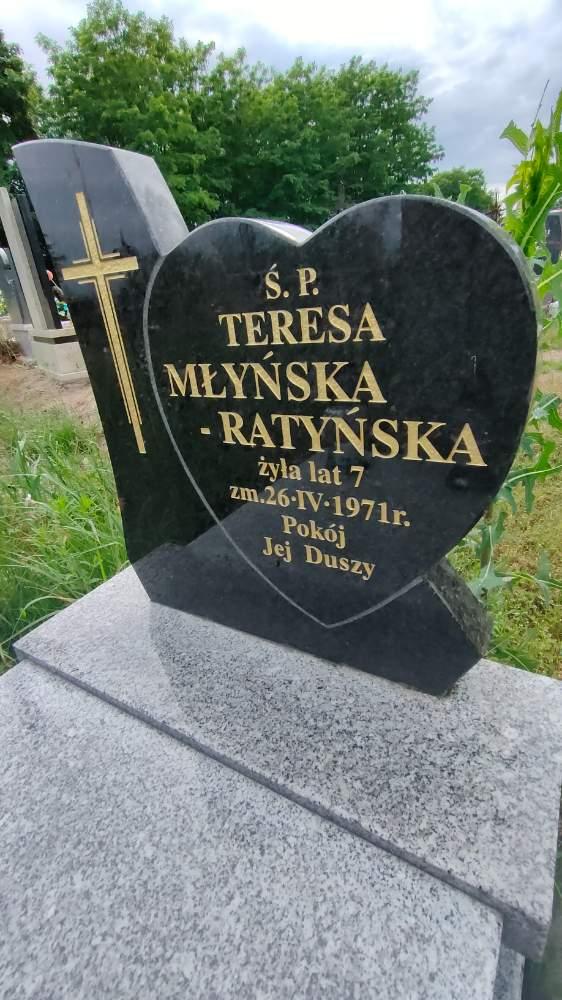 Ś. P.
TERESA
MŁYŃSKA
- RATYŃSKA
żyła lat 7
zm. 26·IV·1971r.
Pokój
Jej Duszy